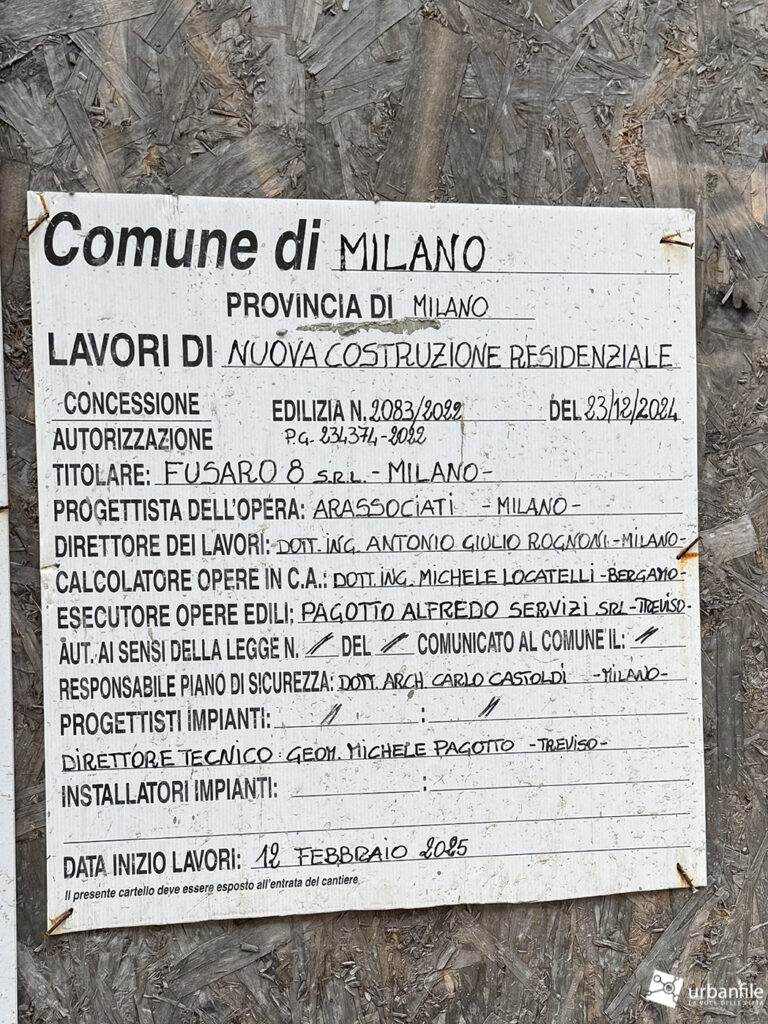 Comune di MILANO
PROVINCIA DI MILANO
LAVORI DI NUOVA COSTRUZIONE RESIDENZIALE
CONCESSIONE EDILIZIA N. 2083/2022 DEL 23/12/2024
AUTORIZZAZIONE P.G. 234374-2022
TITOLARE: FUSARO 8 S.R.L. - MILANO -
PROGETTISTA DELL'OPERA: ARASSOCIATI - MILANO -
DIRETTORE DEI LAVORI: DOTT. ING. ANTONIO GIULIO ROGNONI - MILANO -
CALCOLATORE OPERE IN C.A.: DOTT. ING. MICHELE LOCATELLI - BERGAMO -
ESECUTORE OPERE EDILI: PAGOTTO ALFREDO SERVIZI SRL - TREVISO -
AUT. AI SENSI DELLA LEGGE N. // DEL // COMUNICATO AL COMUNE IL: //
RESPONSABILE PIANO DI SICUREZZA: DOTT. ARCH. CARLO CASTOLDI - MILANO -
PROGETTISTI IMPIANTI: // : //
DIRETTORE TECNICO GEOM. MICHELE PAGOTTO - TREVISO -
INSTALLATORI IMPIANTI: :
DATA INIZIO LAVORI: 12 FEBBRAIO 2025
Il presente cartello deve essere esposto all'entrata del cantiere
urbanfile
LA VOCE DELLE CITTÀ